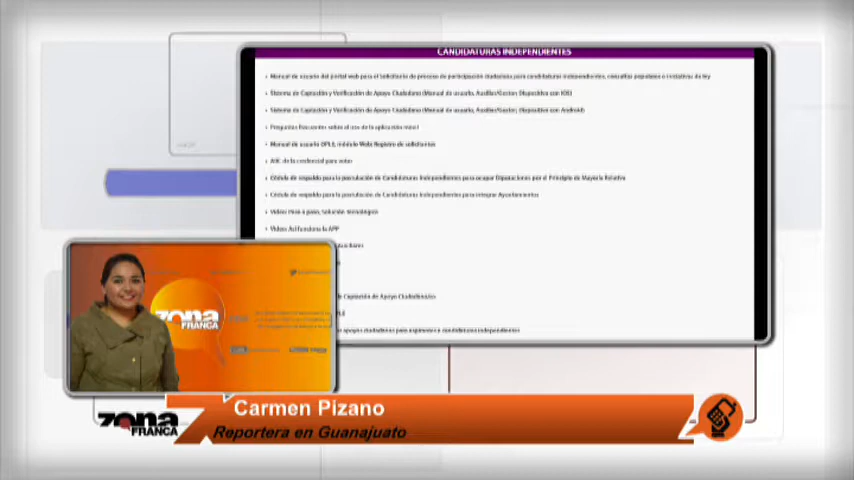 CANDIDATURAS INDEPENDIENTES
Manual de usuario del portal web para el Solicitante de proceso de participación ciudadana para candidaturas independientes, consultas populares o iniciativas de ley
Sistema de Captación y Verificación de Apoyo Ciudadano (Manual de usuario, Auxiliar/Gestor; Dispositivo con iOS)
Sistema de Captación y Verificación de Apoyo Ciudadano (Manual de usuario, Auxiliar/Gestor; Dispositivo con Android)
Preguntas frecuentes sobre el uso de la aplicación móvil
Manual de usuario OPLE, módulo Web: Registro de solicitantes
ABC de la credencial para votar
Cédula de respaldo para la postulación de Candidaturas Independientes para ocupar Diputaciones por el Principio de Mayoría Relativa
Cédula de respaldo para la postulación de Candidaturas Independientes para integrar Ayuntamientos
Video: Paso a paso, solución tecnológica
Video: Así funciona la APP
Auxiliares
de Captación de Apoyo Ciudadano
apoyos ciudadanos para aspirantes a candidaturas independientes
zona
FRANCA
Carmen Pizano
Reportera en Guanajuato
zona
FRANCA